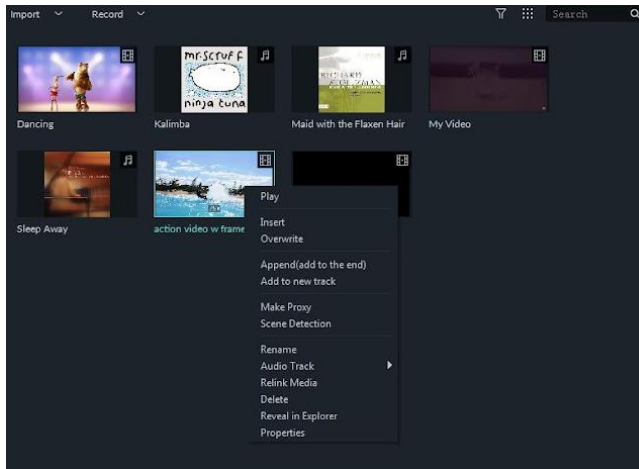 Import
Record
Search
mr.scruff
ninja tuna
Dancing
Kalimba
Maid with the Flaxen Hair
My Video
Sleep Away
action video w frame
Play
Insert
Overwrite
Append(add to the end)
Add to new track
Make Proxy
Scene Detection
Rename
Audio Track
Relink Media
Delete
Reveal in Explorer
Properties